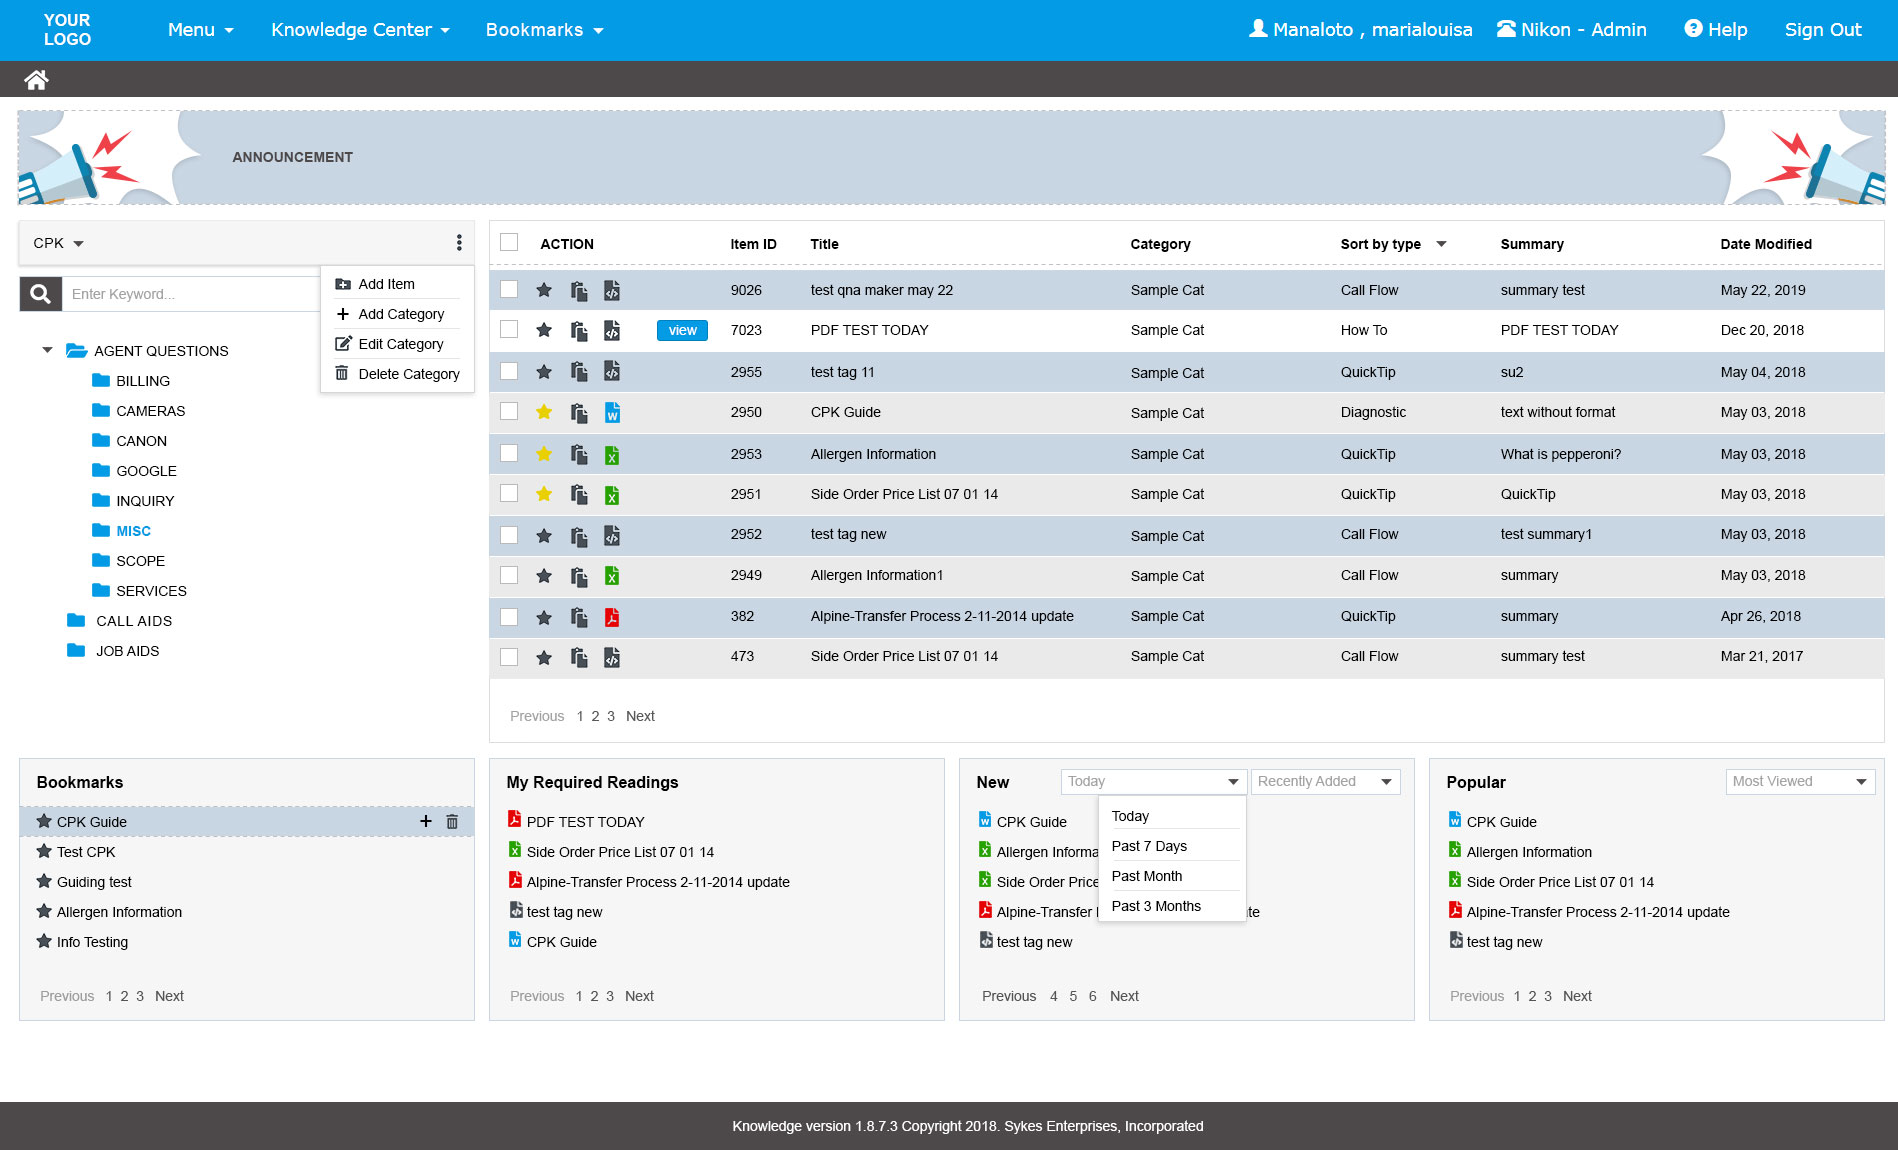 YOUR
LOGO
Menu
Knowledge Center
Bookmarks
Manaloto , marialouisa
Nikon - Admin
Help
Sign Out
ANNOUNCEMENT
CPK
Enter Keyword...
Add Item
Add Category
Edit Category
Delete Category
AGENT QUESTIONS
BILLING
CAMERAS
CANON
GOOGLE
INQUIRY
MISC
SCOPE
SERVICES
CALL AIDS
JOB AIDS
ACTION Item ID Title Category Sort by type Summary Date Modified
9026 test qna maker may 22 Sample Cat Call Flow summary test May 22, 2019
view 7023 PDF TEST TODAY Sample Cat How To PDF TEST TODAY Dec 20, 2018
2955 test tag 11 Sample Cat QuickTip su2 May 04, 2018
2950 CPK Guide Sample Cat Diagnostic text without format May 03, 2018
2953 Allergen Information Sample Cat QuickTip What is pepperoni? May 03, 2018
2951 Side Order Price List 07 01 14 Sample Cat QuickTip QuickTip May 03, 2018
2952 test tag new Sample Cat Call Flow test summary1 May 03, 2018
2949 Allergen Information1 Sample Cat Call Flow summary May 03, 2018
382 Alpine-Transfer Process 2-11-2014 update Sample Cat QuickTip summary Apr 26, 2018
473 Side Order Price List 07 01 14 Sample Cat Call Flow summary test Mar 21, 2017
Previous 1 2 3 Next
Bookmarks
CPK Guide
Test CPK
Guiding test
Allergen Information
Info Testing
Previous 1 2 3 Next
My Required Readings
PDF TEST TODAY
Side Order Price List 07 01 14
Alpine-Transfer Process 2-11-2014 update
test tag new
CPK Guide
Previous 1 2 3 Next
New
Today
Recently Added
Today
Past 7 Days
Past Month
Past 3 Months
CPK Guide
Allergen Informa
Side Order Price
Alpine-Transfer te
test tag new
Previous 4 5 6 Next
Popular
Most Viewed
CPK Guide
Allergen Information
Side Order Price List 07 01 14
Alpine-Transfer Process 2-11-2014 update
test tag new
Previous 1 2 3 Next
Knowledge version 1.8.7.3 Copyright 2018. Sykes Enterprises, Incorporated